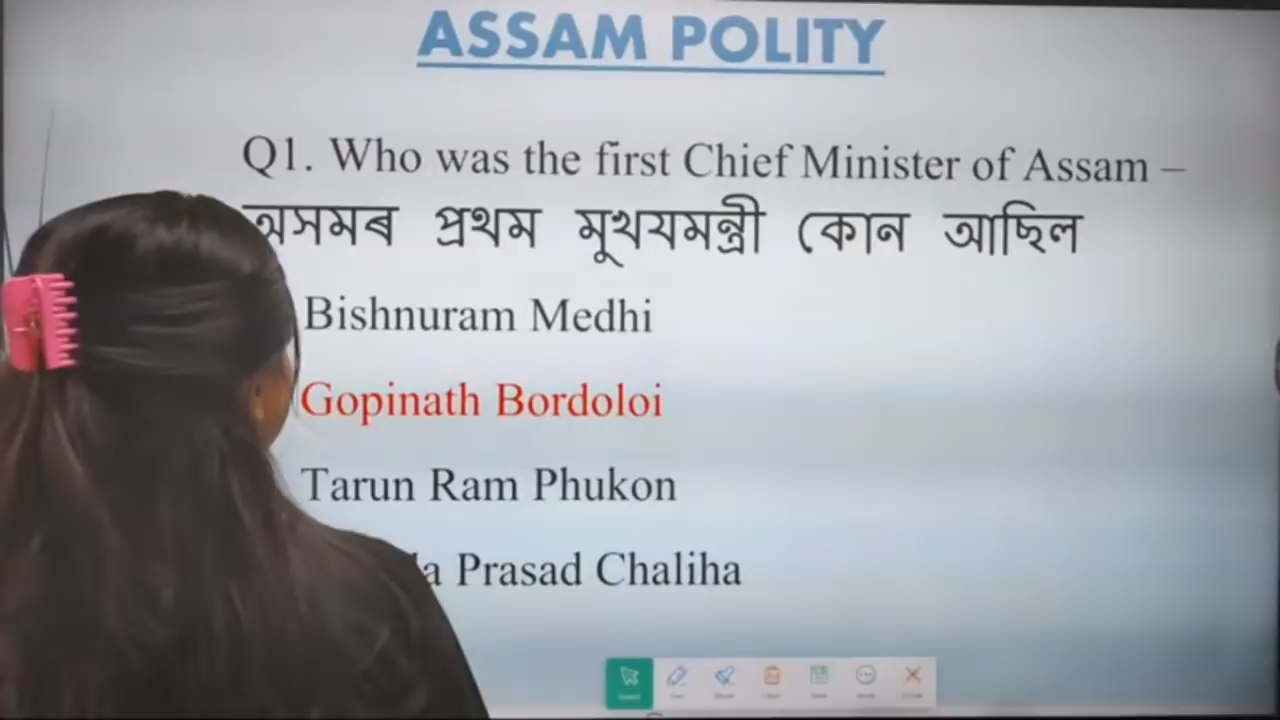 ASSAM POLITY
Q1. Who was the first Chief Minister of Assam –
অসমৰ প্ৰথম মুখযমন্ত্ৰী কোন আছিল
Bishnuram Medhi
Gopinath Bordoloi
Tarun Ram Phukon
Prasad Chaliha